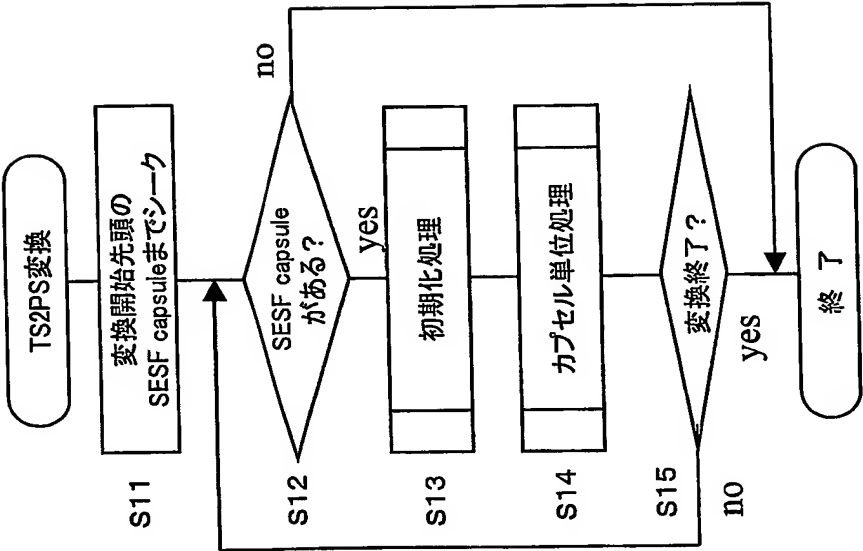 TS2PS変換
S11
変換開始先頭の
SESF capsuleまでシーク
S12
SESF capsule
がある?
no
yes
S13
初期化処理
S14
カプセル単位処理
S15
変換終了?
no
yes
終 了